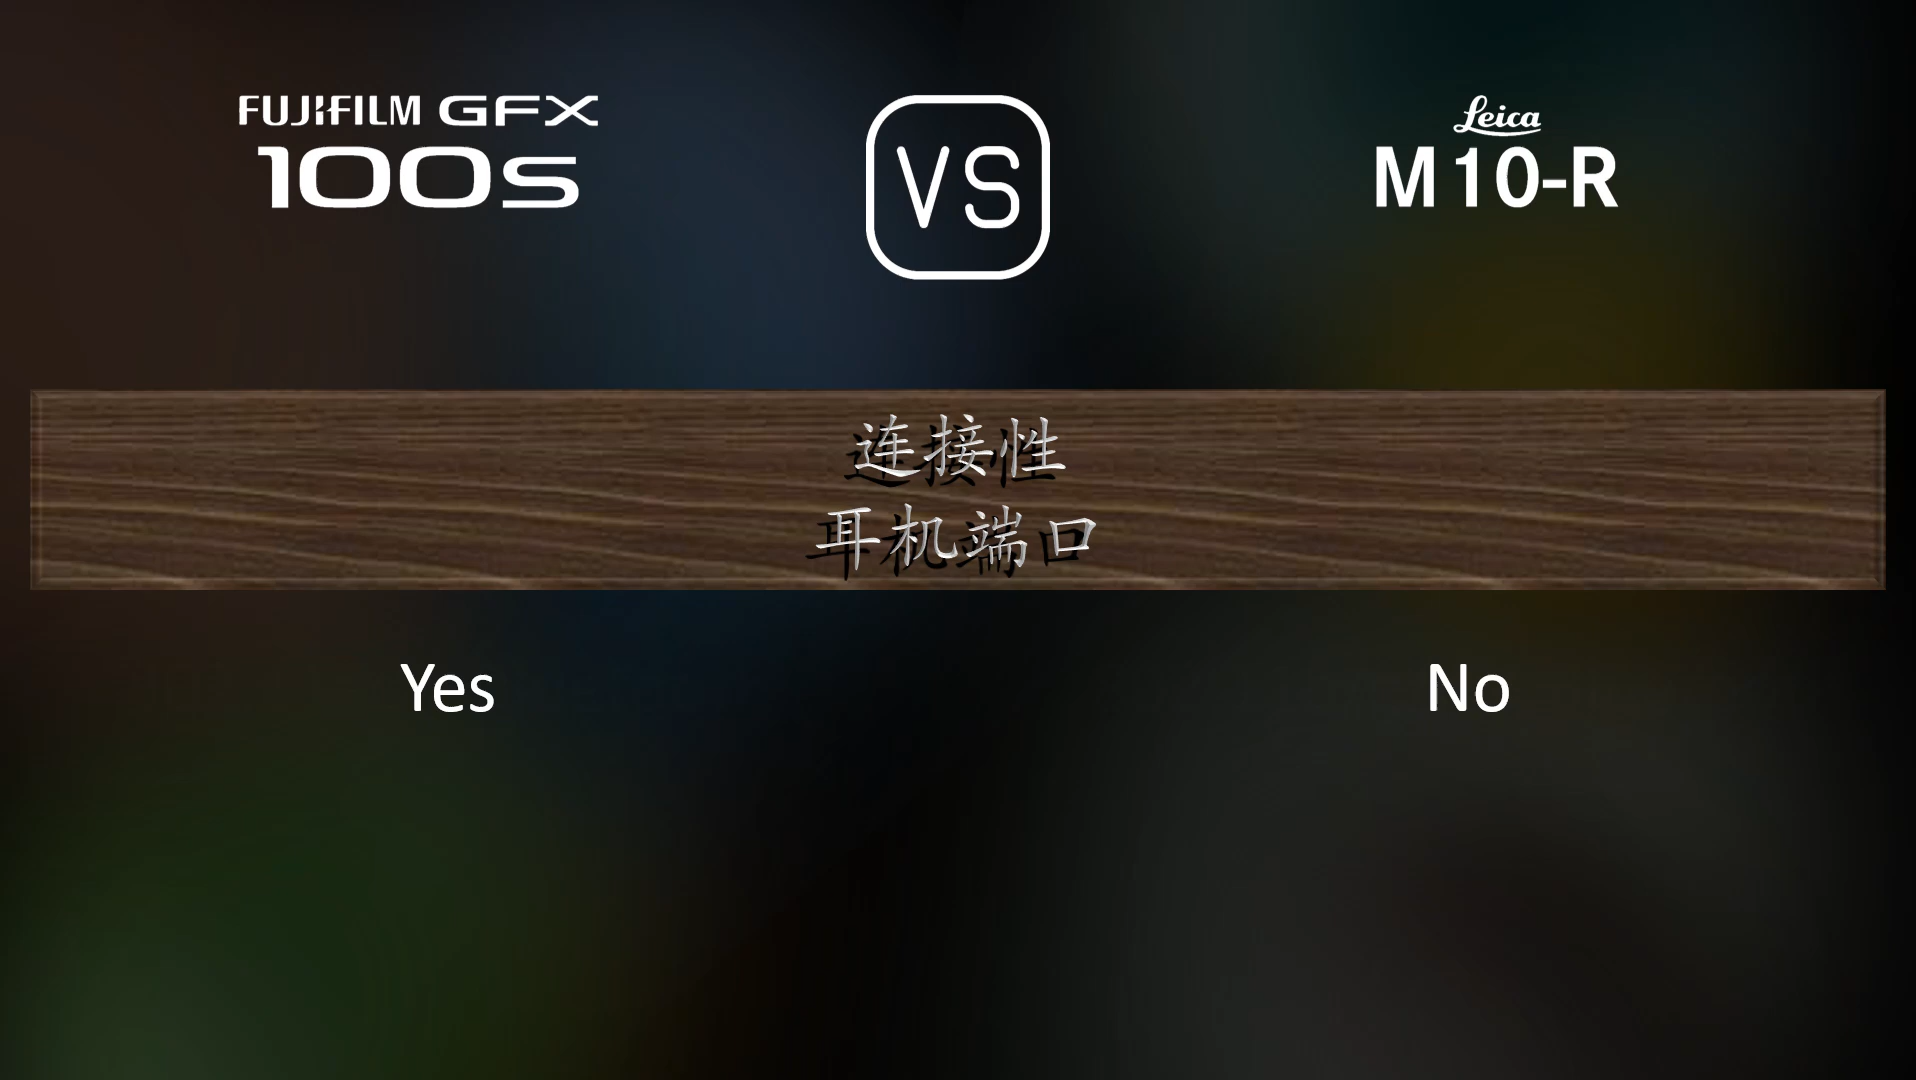 FUJIFILM GFX
100S
VS
Leica
M10-R
连接性
耳机端口
Yes
No